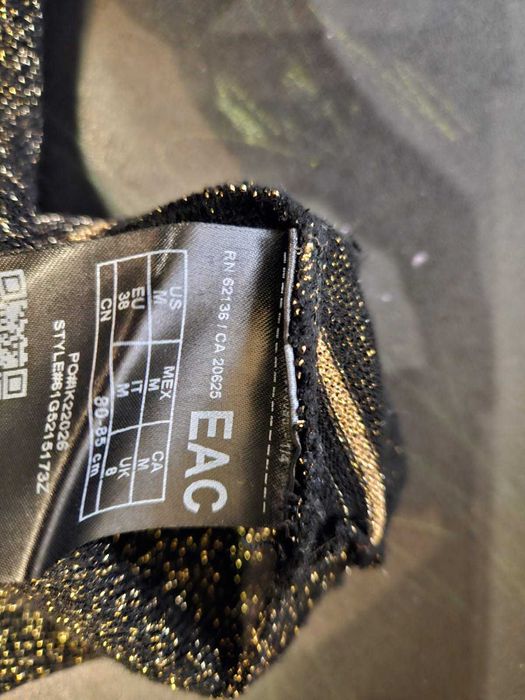 RN 62136 / CA 20625
EAC
US MEX CA
M M M
EU IT UK
38 M 8
CN 80-85 cm
PO#K22026
STYLE#61G3215173Z